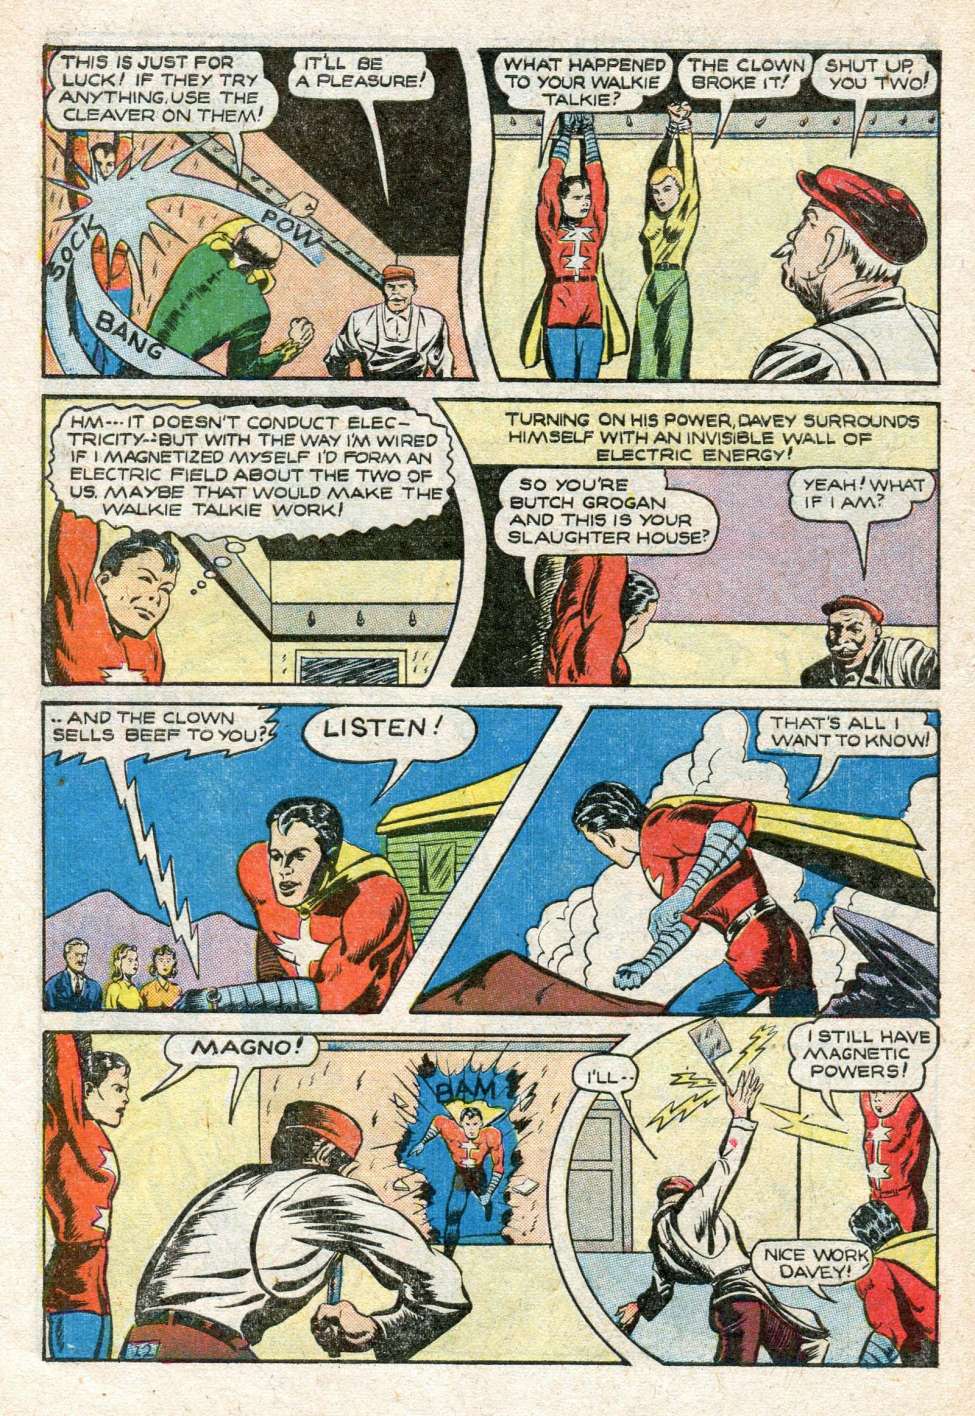 THIS IS JUST FOR
LUCK! IF THEY TRY
ANYTHING, USE THE
CLEAVER ON THEM!
IT'LL BE
A PLEASURE!
SOCK
POW
BANG
WHAT HAPPENED
TO YOUR WALKIE
TALKIE?
THE CLOWN
BROKE IT!
SHUT UP,
YOU TWO!
HM---IT DOESN'T CONDUCT ELEC-
TRICITY--BUT WITH THE WAY I'M WIRED
IF I MAGNETIZED MYSELF I'D FORM AN
ELECTRIC FIELD ABOUT THE TWO OF
US. MAYBE THAT WOULD MAKE THE
WALKIE TALKIE WORK!
TURNING ON HIS POWER, DAVEY SURROUNDS
HIMSELF WITH AN INVISIBLE WALL OF
ELECTRIC ENERGY!
SO YOU'RE
BUTCH GROGAN
AND THIS IS YOUR
SLAUGHTER HOUSE?
YEAH! WHAT
IF I AM?
..AND THE CLOWN
SELLS BEEF TO YOU?
LISTEN!
THAT'S ALL I
WANT TO KNOW!
MAGNO!
BAM!
12
I'LL--
I STILL HAVE
MAGNETIC
POWERS!
NICE WORK
DAVEY!